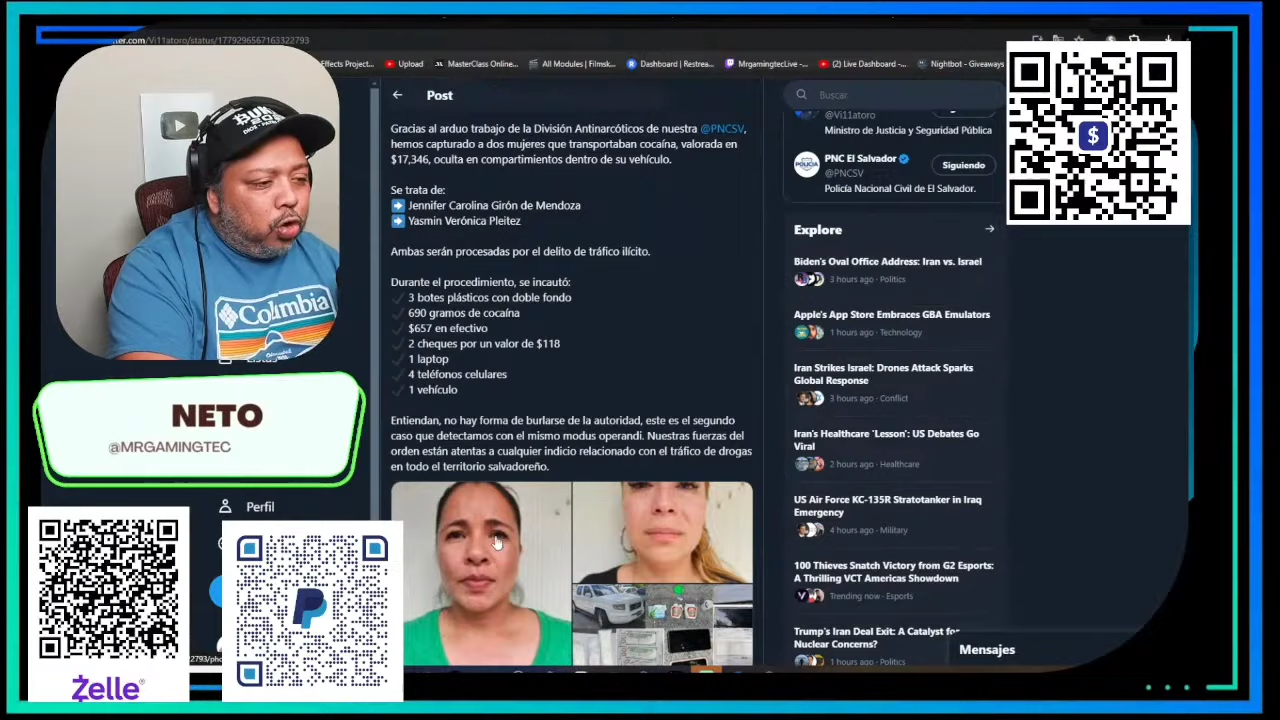 ter.com/Vi11atoro/status/1779296567163322793
Effects Project...
Upload
MasterClass Online...
All Modules | Filmsk...
Dashboard | Restrea...
MrgamingtecLive -...
(2) Live Dashboard -...
Nightbot - Giveaways
Post
Gracias al arduo trabajo de la División Antinarcóticos de nuestra @PNCSV,
hemos capturado a dos mujeres que transportaban cocaína, valorada en
$17,346, oculta en compartimientos dentro de su vehículo.
Se trata de:
Jennifer Carolina Girón de Mendoza
Yasmin Verónica Pleitez
Ambas serán procesadas por el delito de tráfico ilícito.
Durante el procedimiento, se incautó:
3 botes plásticos con doble fondo
690 gramos de cocaína
$657 en efectivo
2 cheques por un valor de $118
1 laptop
4 teléfonos celulares
1 vehículo
Entiendan, no hay forma de burlarse de la autoridad, este es el segundo
caso que detectamos con el mismo modus operandi. Nuestras fuerzas del
orden están atentas a cualquier indicio relacionado con el tráfico de drogas
en todo el territorio salvadoreño.
Buscar
@Vi11atoro
Ministro de Justicia y Seguridad Pública
PNC El Salvador
@PNCSV
Siguiendo
Policía Nacional Civil de El Salvador.
Explore
Biden's Oval Office Address: Iran vs. Israel
3 hours ago · Politics
Apple's App Store Embraces GBA Emulators
1 hours ago · Technology
Iran Strikes Israel: Drones Attack Sparks
Global Response
3 hours ago · Conflict
Iran's Healthcare 'Lesson': US Debates Go
Viral
2 hours ago · Healthcare
US Air Force KC-135R Stratotanker in Iraq
Emergency
4 hours ago · Military
100 Thieves Snatch Victory from G2 Esports:
A Thrilling VCT Americas Showdown
Trending now · Esports
Trump's Iran Deal Exit: A Catalyst for
Nuclear Concerns?
1 hours ago · Politics
Mensajes
Columbia
Listas
NETO
@MRGAMINGTEC
Perfil
Zelle
$